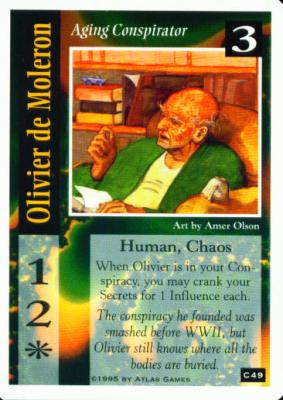 Aging Conspirator
3
Olivier de Moleron
Art by Amer Olson
1
2
*
Human, Chaos
When Olivier is in your Con-
spiracy, you may crank your
Secrets for 1 Influence each.
The conspiracy he founded was
smashed before WWII, but
Olivier still knows where all the
bodies are buried.
©1995 BY ATLAS GAMES
C49